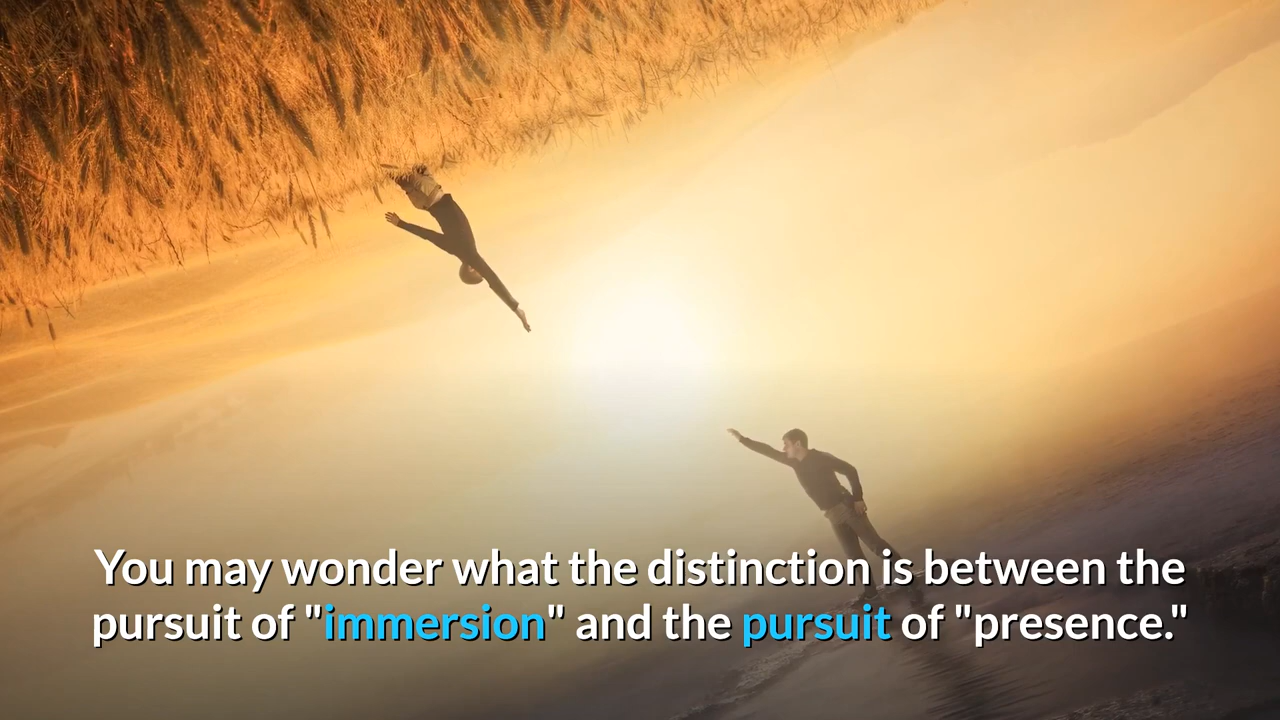 You may wonder what the distinction is between the
pursuit of "immersion" and the pursuit of "presence."